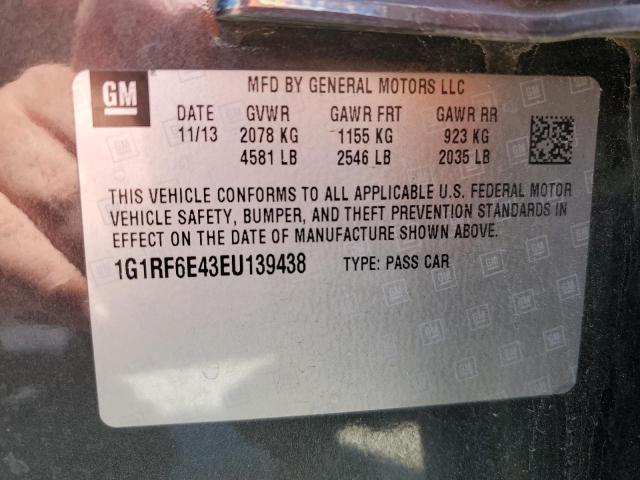 GM
MFD BY GENERAL MOTORS LLC
DATE GVWR GAWR FRT GAWR RR
11/13 2078 KG 1155 KG 923 KG
4581 LB 2546 LB 2035 LB
THIS VEHICLE CONFORMS TO ALL APPLICABLE U.S. FEDERAL MOTOR
VEHICLE SAFETY, BUMPER, AND THEFT PREVENTION STANDARDS IN
EFFECT ON THE DATE OF MANUFACTURE SHOWN ABOVE.
1G1RF6E43EU139438 TYPE: PASS CAR